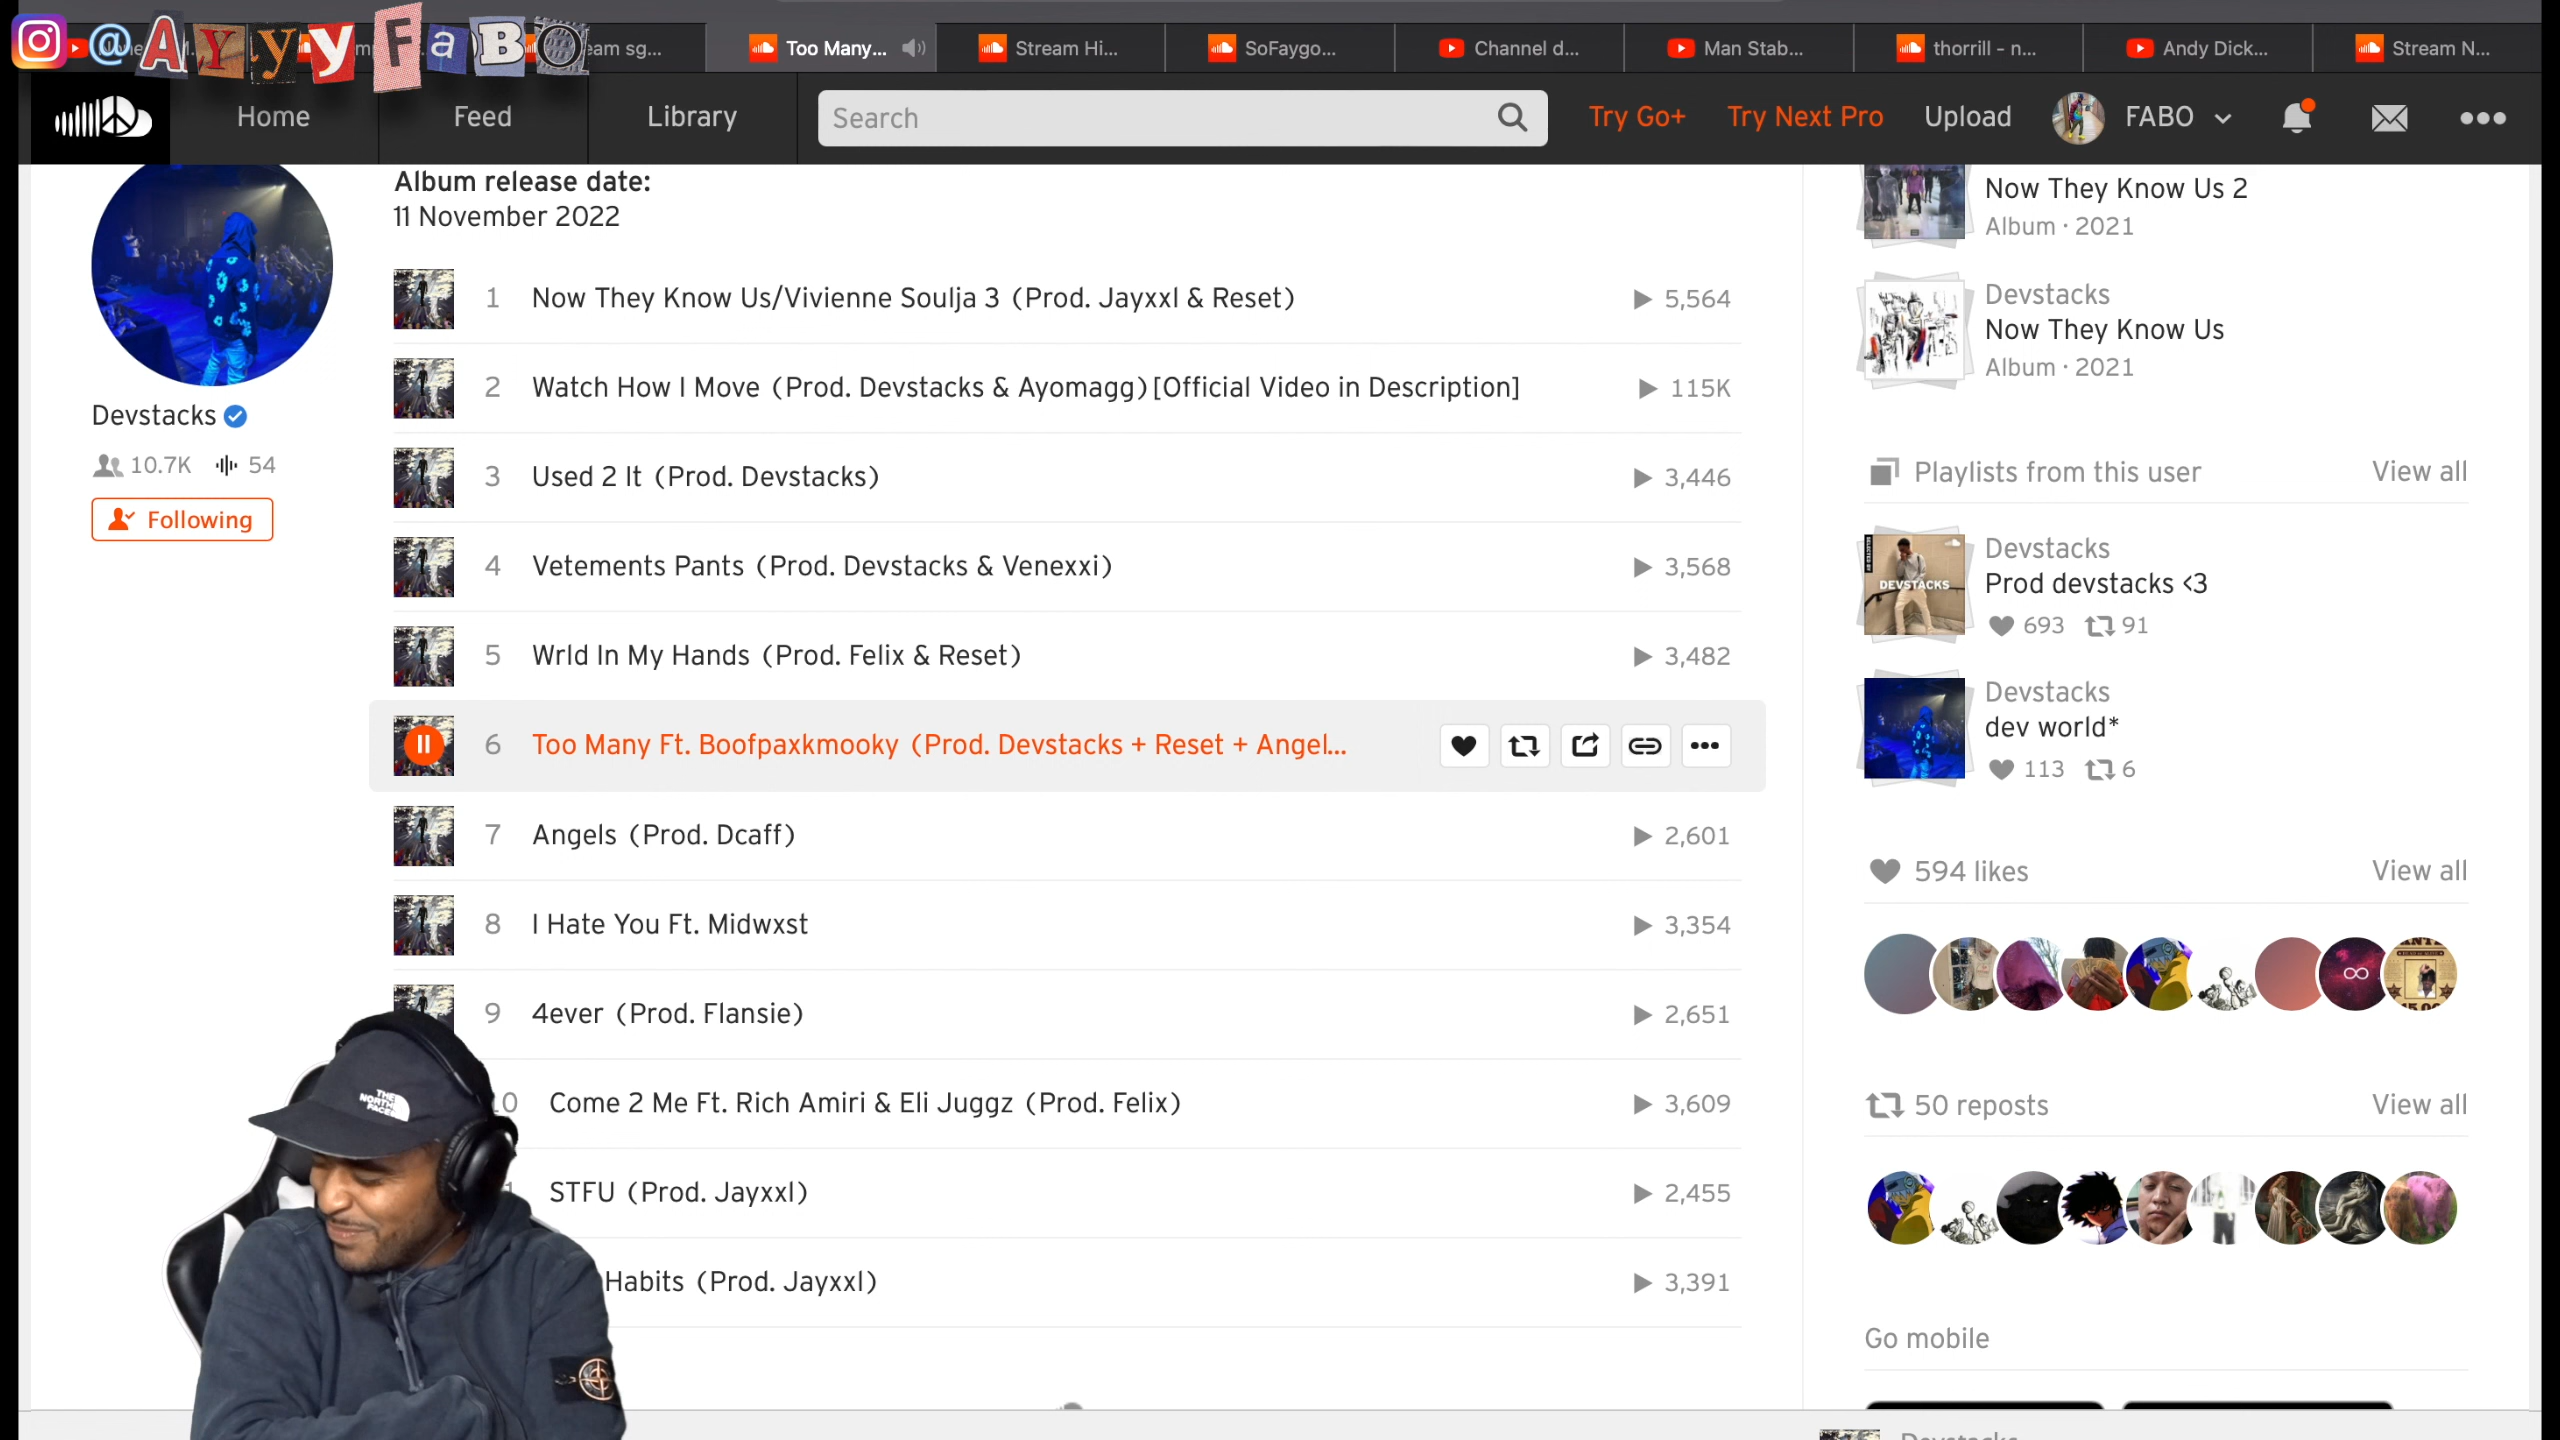 @AYyyFaBO
eam sg...
Too Many...
Stream Hi...
SoFaygo...
Channel d...
Man Stab...
thorrill - n...
Andy Dick...
Stream N...
Home
Feed
Library
Search
Try Go+
Try Next Pro
Upload
FABO
Album release date:
11 November 2022
Devstacks
10.7K 54
Following
1 Now They Know Us/Vivienne Soulja 3 (Prod. Jayxxl & Reset) 5,564
2 Watch How I Move (Prod. Devstacks & Ayomagg)[Official Video in Description] 115K
3 Used 2 It (Prod. Devstacks) 3,446
4 Vetements Pants (Prod. Devstacks & Venexxi) 3,568
5 Wrld In My Hands (Prod. Felix & Reset) 3,482
6 Too Many Ft. Boofpaxkmooky (Prod. Devstacks + Reset + Angel...
7 Angels (Prod. Dcaff) 2,601
8 I Hate You Ft. Midwxst 3,354
9 4ever (Prod. Flansie) 2,651
0 Come 2 Me Ft. Rich Amiri & Eli Juggz (Prod. Felix) 3,609
STFU (Prod. Jayxxl) 2,455
Habits (Prod. Jayxxl) 3,391
THE
NORTH
FACE
Now They Know Us 2
Album · 2021
Devstacks
Now They Know Us
Album · 2021
Playlists from this user View all
DEVSTACKS
Devstacks
Prod devstacks <3
693 91
Devstacks
dev world*
113 6
594 likes View all
50 reposts View all
Go mobile
Devstacks